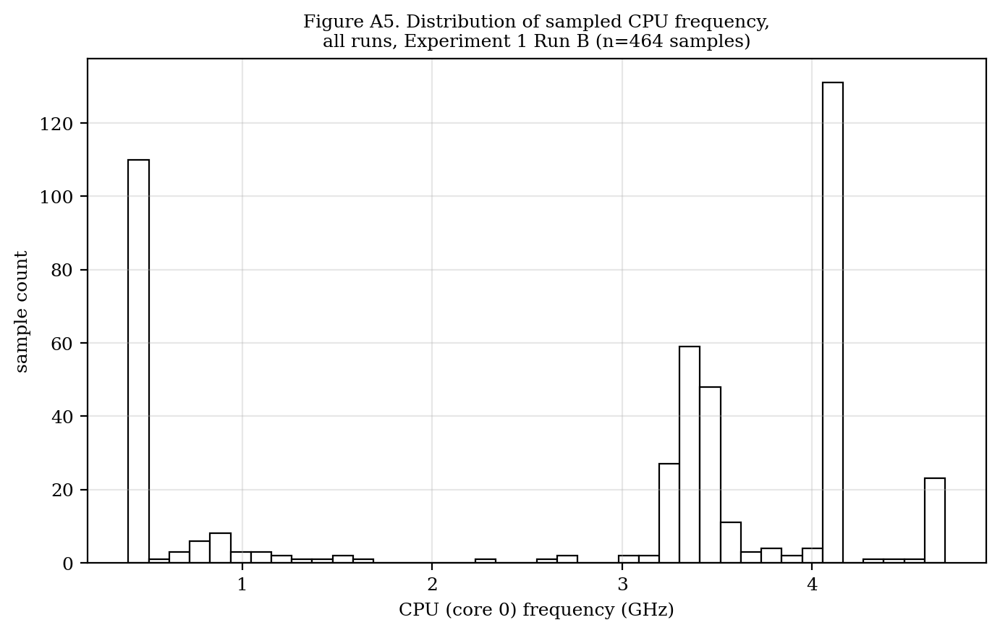 Figure A5. Distribution of sampled CPU frequency,
all runs, Experiment 1 Run B (n=464 samples)
120
100
80
60
40
20
0
sample count
1
2
3
4
CPU (core 0) frequency (GHz)